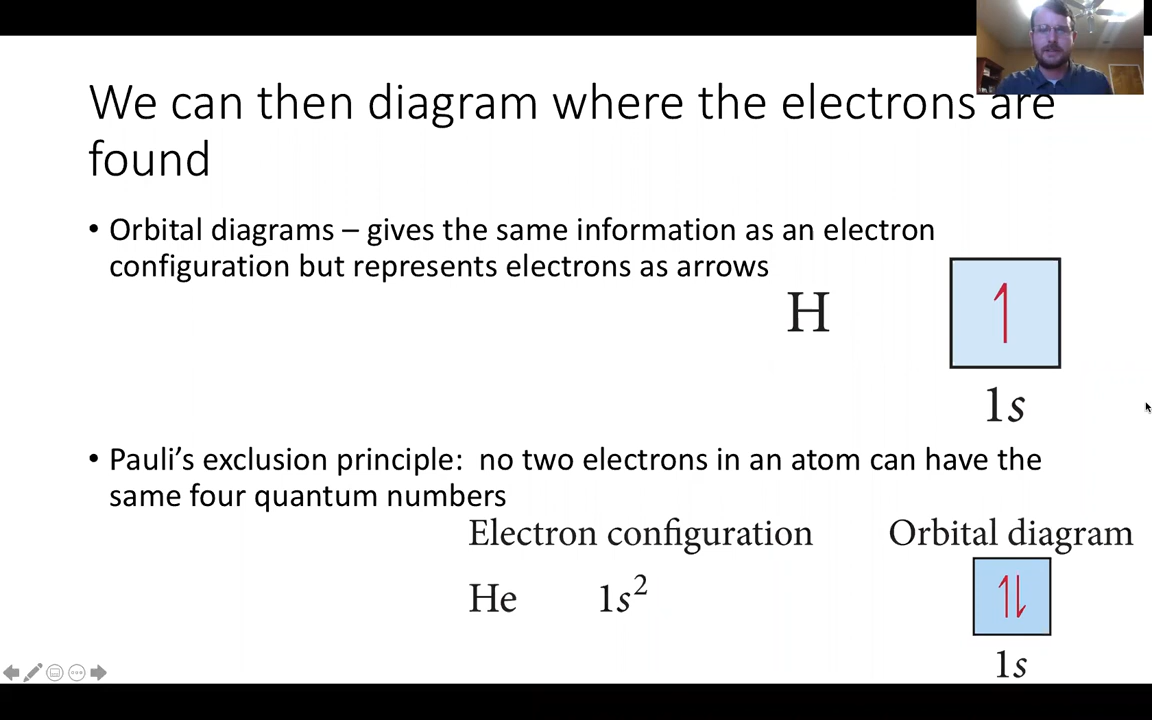 We can then diagram where the electrons are
found
• Orbital diagrams – gives the same information as an electron
configuration but represents electrons as arrows
H
1s
• Pauli’s exclusion principle:  no two electrons in an atom can have the
same four quantum numbers
Electron configuration Orbital diagram
He 1s²
1s